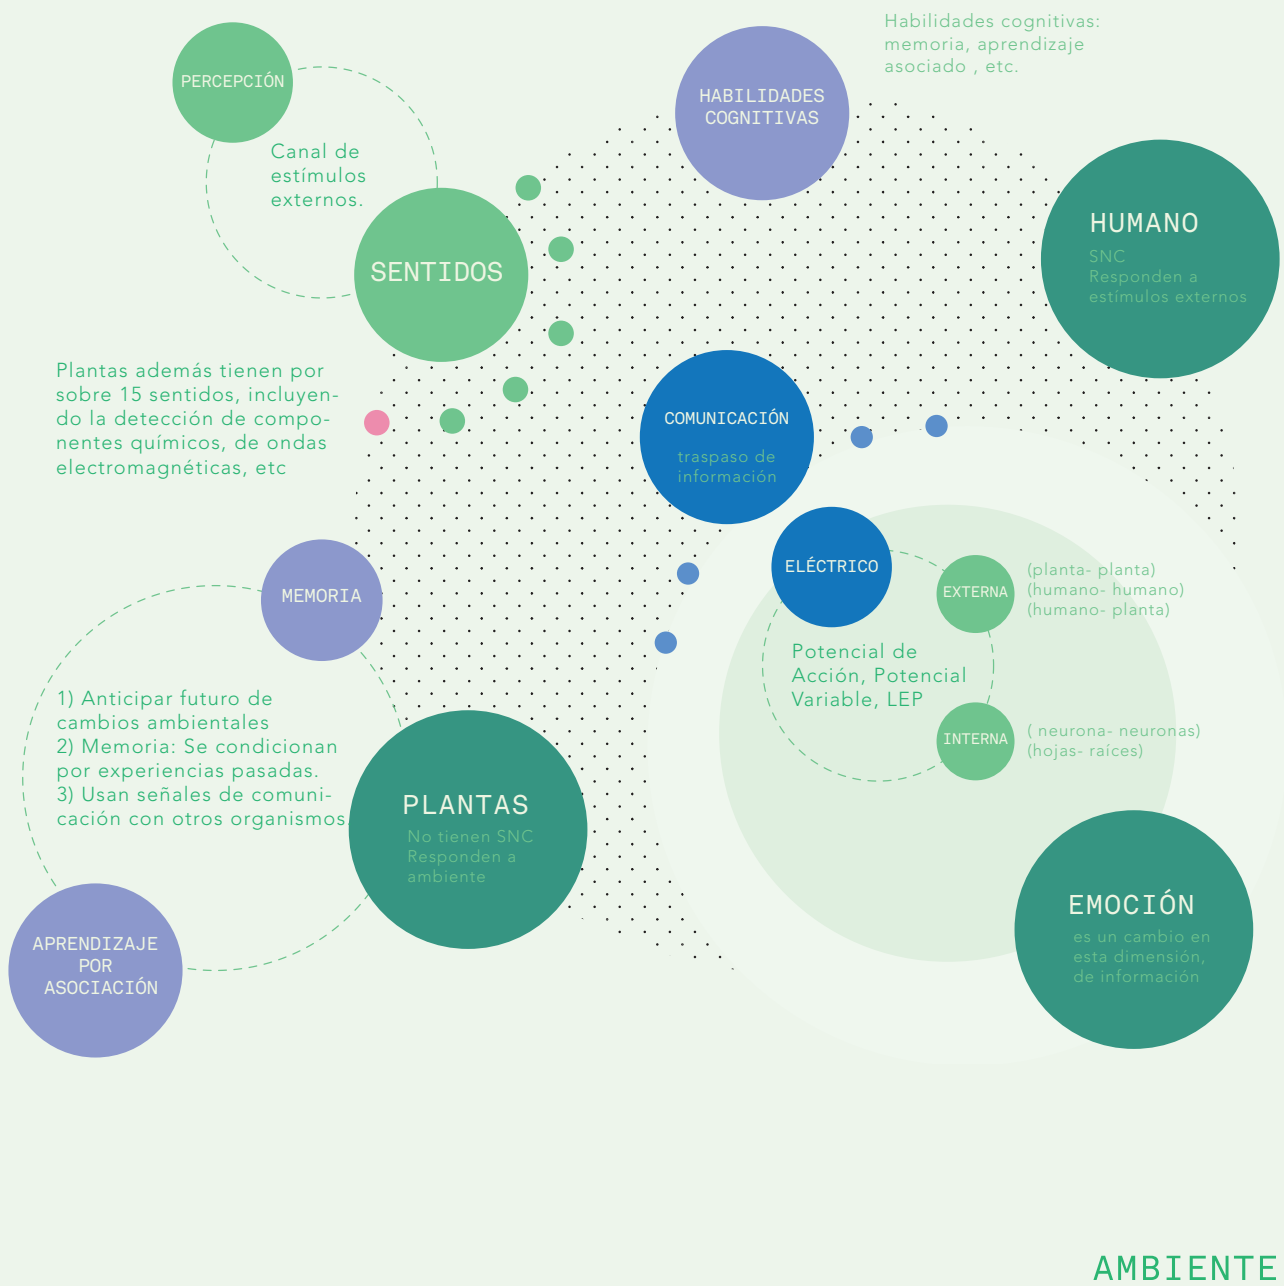 Habilidades cognitivas:
memoria, aprendizaje
asociado , etc.
PERCEPCIÓN
HABILIDADES
COGNITIVAS
Canal de
estímulos
externos.
SENTIDOS
HUMANO
SNC
Responden a
estímulos externos
Plantas además tienen por
sobre 15 sentidos, incluyen-
do la detección de compo-
nentes químicos, de ondas
electromagnéticas, etc
COMUNICACIÓN
traspaso de
información
ELÉCTRICO
EXTERNA
(planta- planta)
(humano- humano)
(humano- planta)
MEMORIA
Potencial de
Acción, Potencial
Variable, LEP
INTERNA
( neurona- neuronas)
(hojas- raíces)
1) Anticipar futuro de
cambios ambientales
2) Memoria: Se condicionan
por experiencias pasadas.
3) Usan señales de comuni-
cación con otros organismos
PLANTAS
No tienen SNC
Responden a
ambiente
EMOCIÓN
es un cambio en
esta dimensión,
de información
APRENDIZAJE
POR
ASOCIACIÓN
AMBIENTE